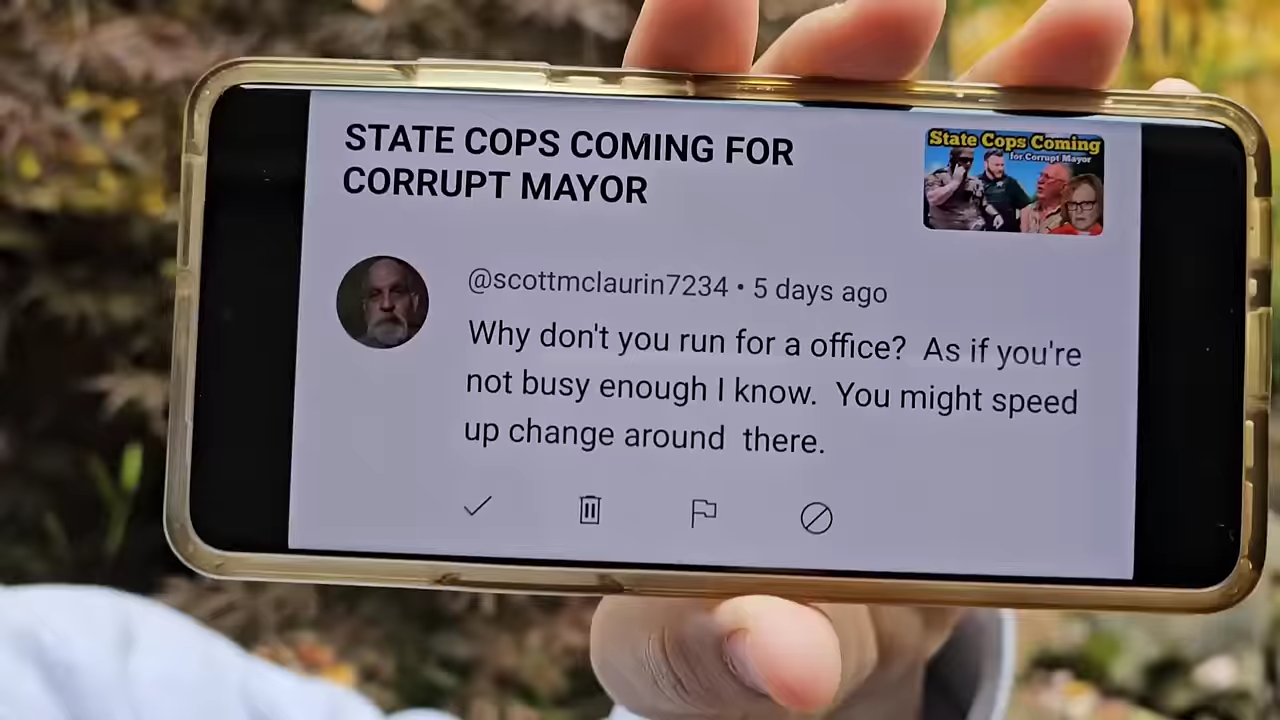 STATE COPS COMING FOR
CORRUPT MAYOR
State Cops Coming
for Corrupt Mayor
@scottmclaurin7234 • 5 days ago
Why don't you run for a office?  As if you're
not busy enough I know.  You might speed
up change around  there.